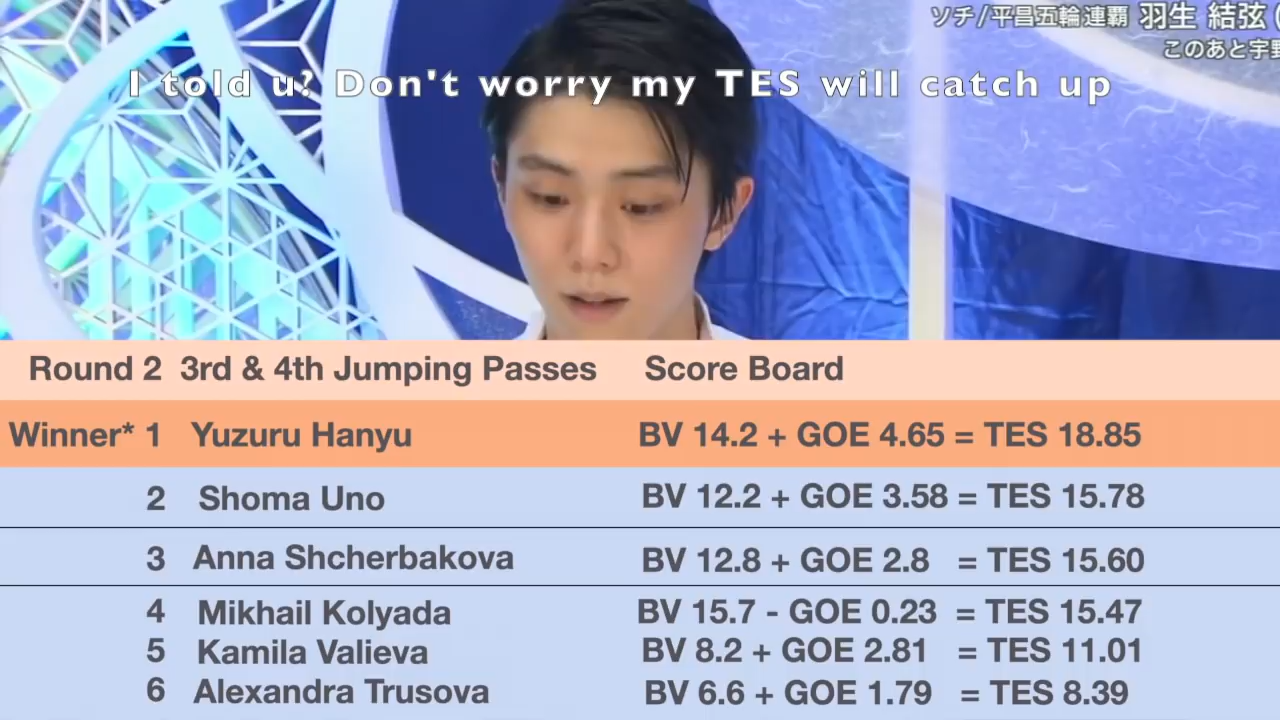 ソチ/平昌五輪連覇 羽生 結弦 (
このあと宇野
I told u? Don't worry my TES will catch up
Round 2 3rd & 4th Jumping Passes Score Board
Winner* 1 Yuzuru Hanyu BV 14.2 + GOE 4.65 = TES 18.85
2 Shoma Uno BV 12.2 + GOE 3.58 = TES 15.78
3 Anna Shcherbakova BV 12.8 + GOE 2.8 = TES 15.60
4 Mikhail Kolyada BV 15.7 - GOE 0.23 = TES 15.47
5 Kamila Valieva BV 8.2 + GOE 2.81 = TES 11.01
6 Alexandra Trusova BV 6.6 + GOE 1.79 = TES 8.39